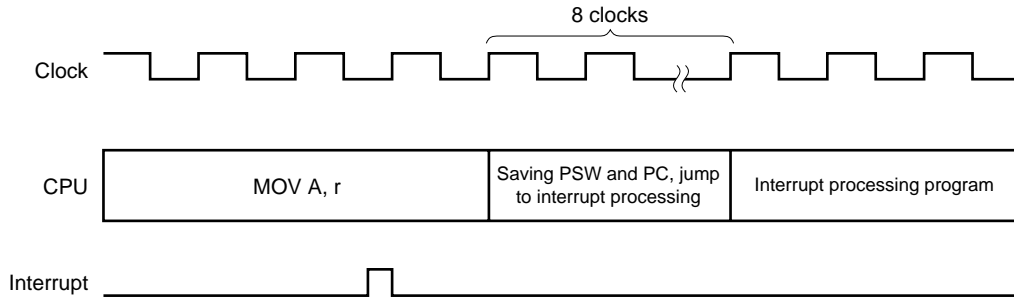 8 clocks
Clock
CPU
MOV A, r
Saving PSW and PC, jump
to interrupt processing
Interrupt processing program
Interrupt